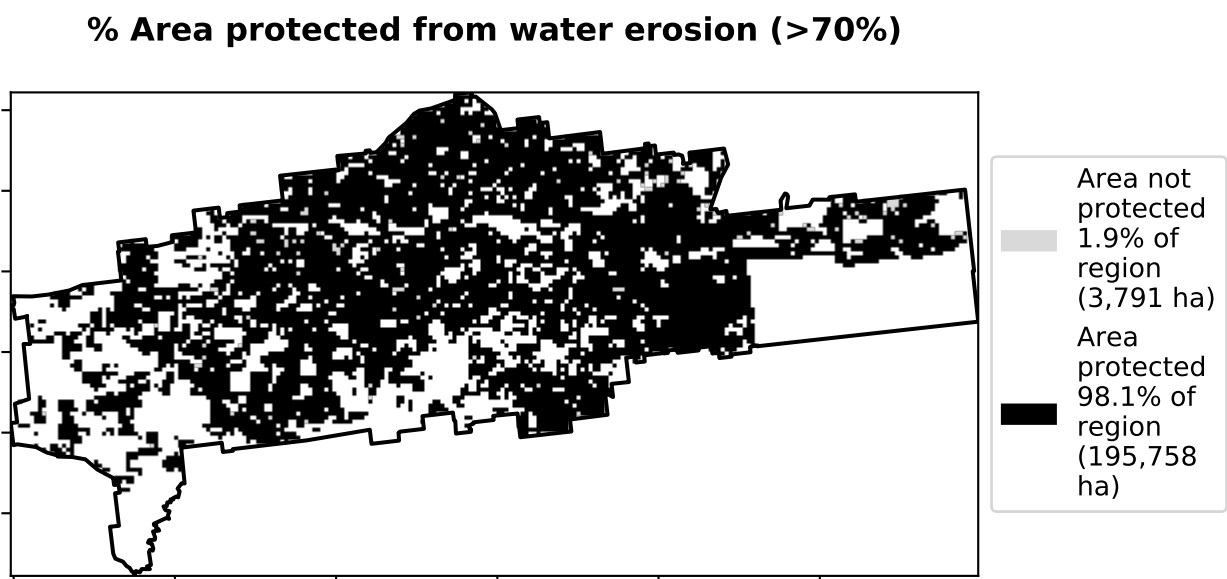 % Area protected from water erosion (>70%)
Area not
protected
1.9% of
region
(3,791 ha)
Area
protected
98.1% of
region
(195,758
ha)